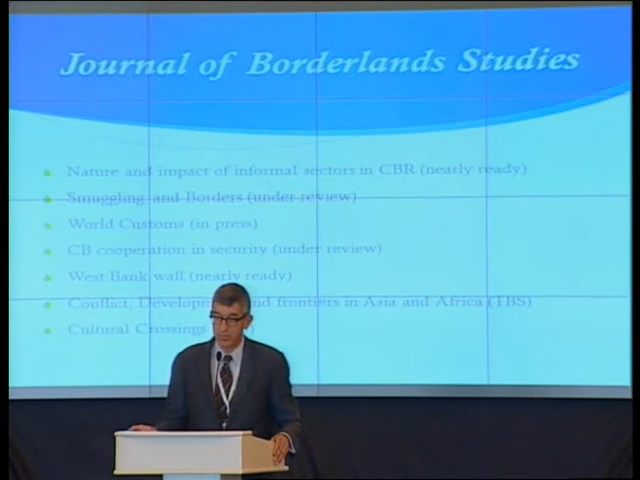 Journal of Borderlands Studies
Nature and impact of informal sectors in CBR (nearly ready)
Smuggling and Borders (under review)
World Customs (in press)
CB cooperation in security (under review)
West Bank wall (nearly ready)
Conflict, Develop and frontiers in Asia and Africa (TBS)
Cultural Crossings